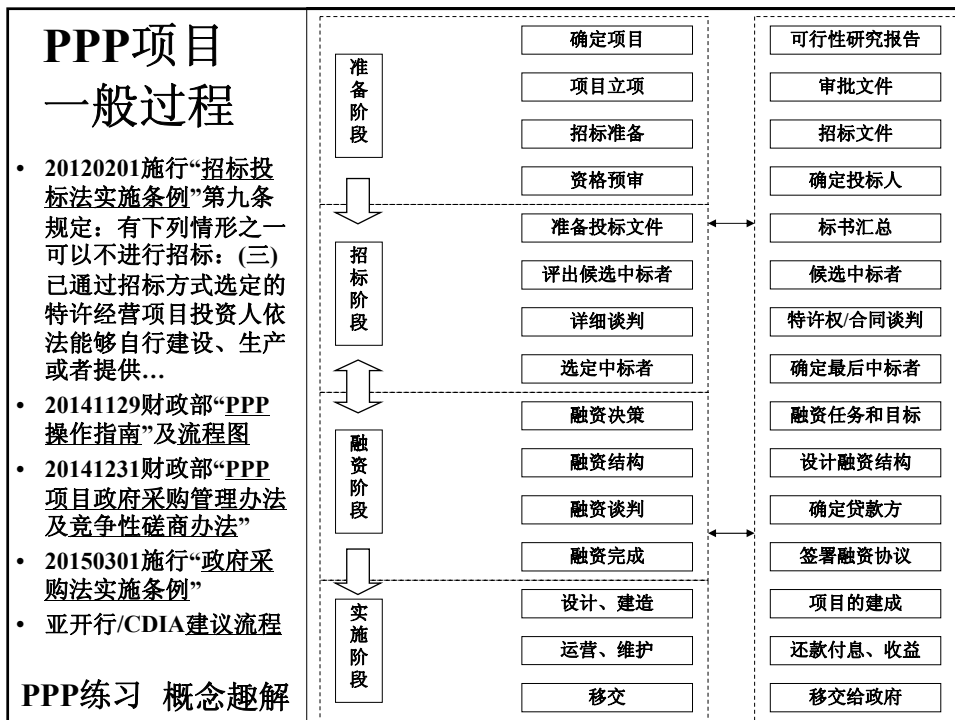 PPP项目
一般过程
• 20120201施行“招标投
标法实施条例”第九条
规定：有下列情形之一
可以不进行招标：(三)
已通过招标方式选定的
特许经营项目投资人依
法能够自行建设、生产
或者提供…
• 20141129财政部“PPP
操作指南”及流程图
• 20141231财政部“PPP
项目政府采购管理办法
及竞争性磋商办法”
• 20150301施行“政府采
购法实施条例”
• 亚开行/CDIA建议流程
PPP练习 概念趣解
准备阶段
确定项目
可行性研究报告
项目立项
审批文件
招标准备
招标文件
资格预审
确定投标人
招标阶段
准备投标文件
标书汇总
评出候选中标者
候选中标者
详细谈判
特许权/合同谈判
选定中标者
确定最后中标者
融资阶段
融资决策
融资任务和目标
融资结构
设计融资结构
融资谈判
确定贷款方
融资完成
签署融资协议
实施阶段
设计、建造
项目的建成
运营、维护
还款付息、收益
移交
移交给政府